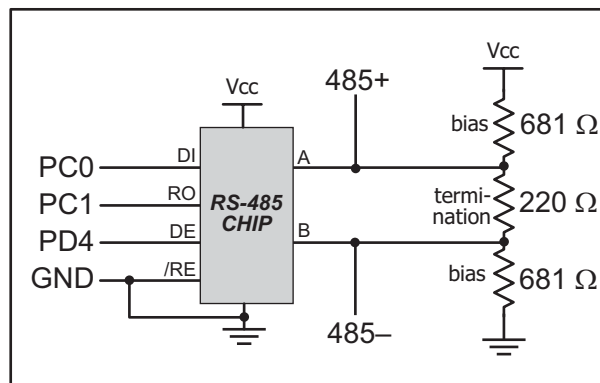 485+
Vcc
Vcc
bias
681 Ω
PC0
DI
A
PC1
RO
RS-485
CHIP
termi-
nation
220 Ω
PD4
DE
B
GND
/RE
bias
681 Ω
485–